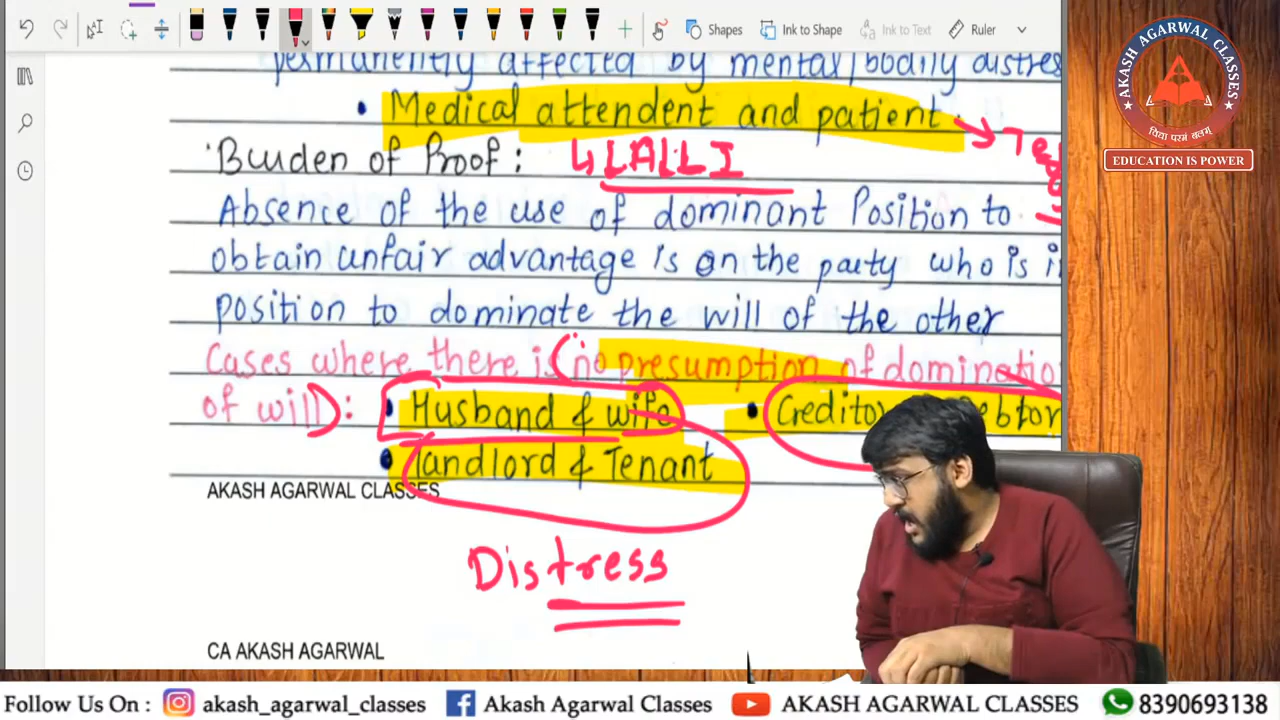 Shapes Ink to Shape Ink to Text Ruler
permanently affected by mental/bodily distres
• Medical attendent and patient.
Burden of Proof: LALLI
Absence of the use of dominant Position to
obtain unfair advantage is on the party who is i
position to dominate the will of the other
Cases where there is no presumption of dominatio
of will): • Husband & wife • Creditor Debtor
• Landlord & Tenant
AKASH AGARWAL CLASSES
Distress
CA AKASH AGARWAL
AKASH AGARWAL CLASSES
विद्या परमं बलम्
EDUCATION IS POWER
Follow Us On : akash_agarwal_classes Akash Agarwal Classes AKASH AGARWAL CLASSES 8390693138